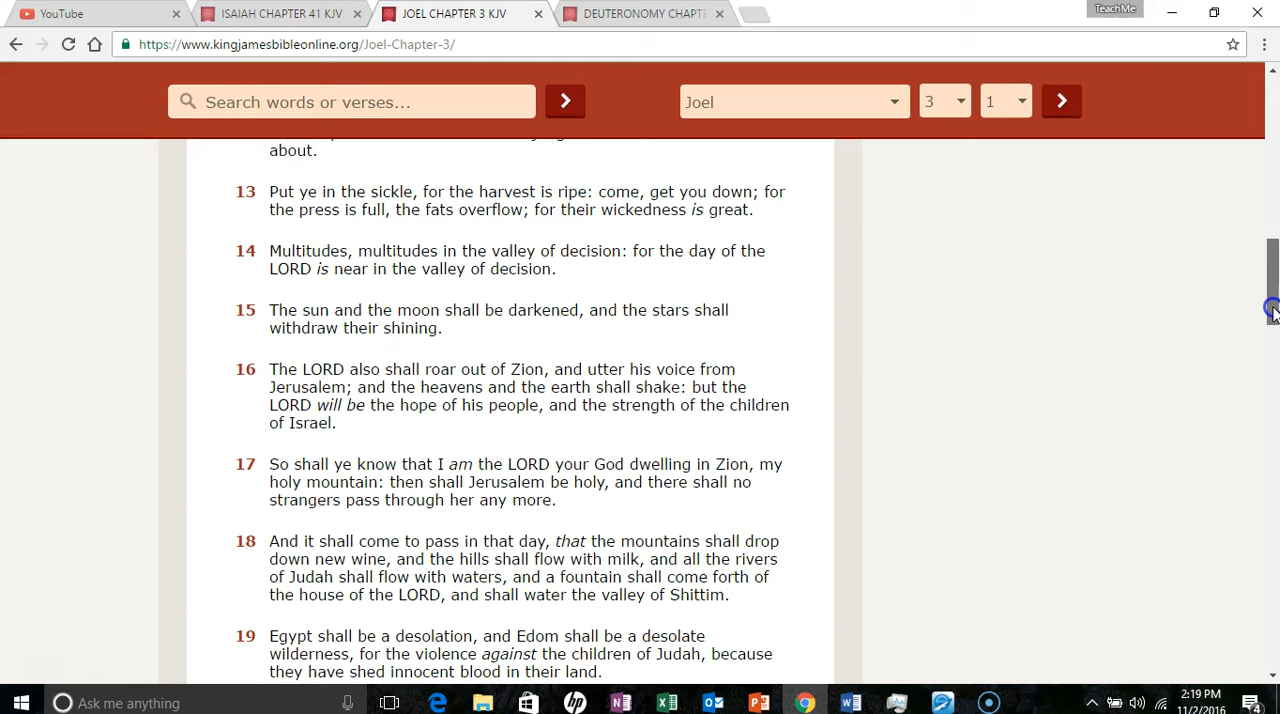 YouTube
ISAIAH CHAPTER 41 KJV
JOEL CHAPTER 3 KJV
DEUTERONOMY CHAPTE
TeachMe
https://www.kingjamesbibleonline.org/Joel-Chapter-3/
Search words or verses...
Joel
3
1
about.
13 Put ye in the sickle, for the harvest is ripe: come, get you down; for
the press is full, the fats overflow; for their wickedness is great.
14 Multitudes, multitudes in the valley of decision: for the day of the
LORD is near in the valley of decision.
15 The sun and the moon shall be darkened, and the stars shall
withdraw their shining.
16 The LORD also shall roar out of Zion, and utter his voice from
Jerusalem; and the heavens and the earth shall shake: but the
LORD will be the hope of his people, and the strength of the children
of Israel.
17 So shall ye know that I am the LORD your God dwelling in Zion, my
holy mountain: then shall Jerusalem be holy, and there shall no
strangers pass through her any more.
18 And it shall come to pass in that day, that the mountains shall drop
down new wine, and the hills shall flow with milk, and all the rivers
of Judah shall flow with waters, and a fountain shall come forth of
the house of the LORD, and shall water the valley of Shittim.
19 Egypt shall be a desolation, and Edom shall be a desolate
wilderness, for the violence against the children of Judah, because
they have shed innocent blood in their land.
Ask me anything
2:19 PM
11/2/2016
4